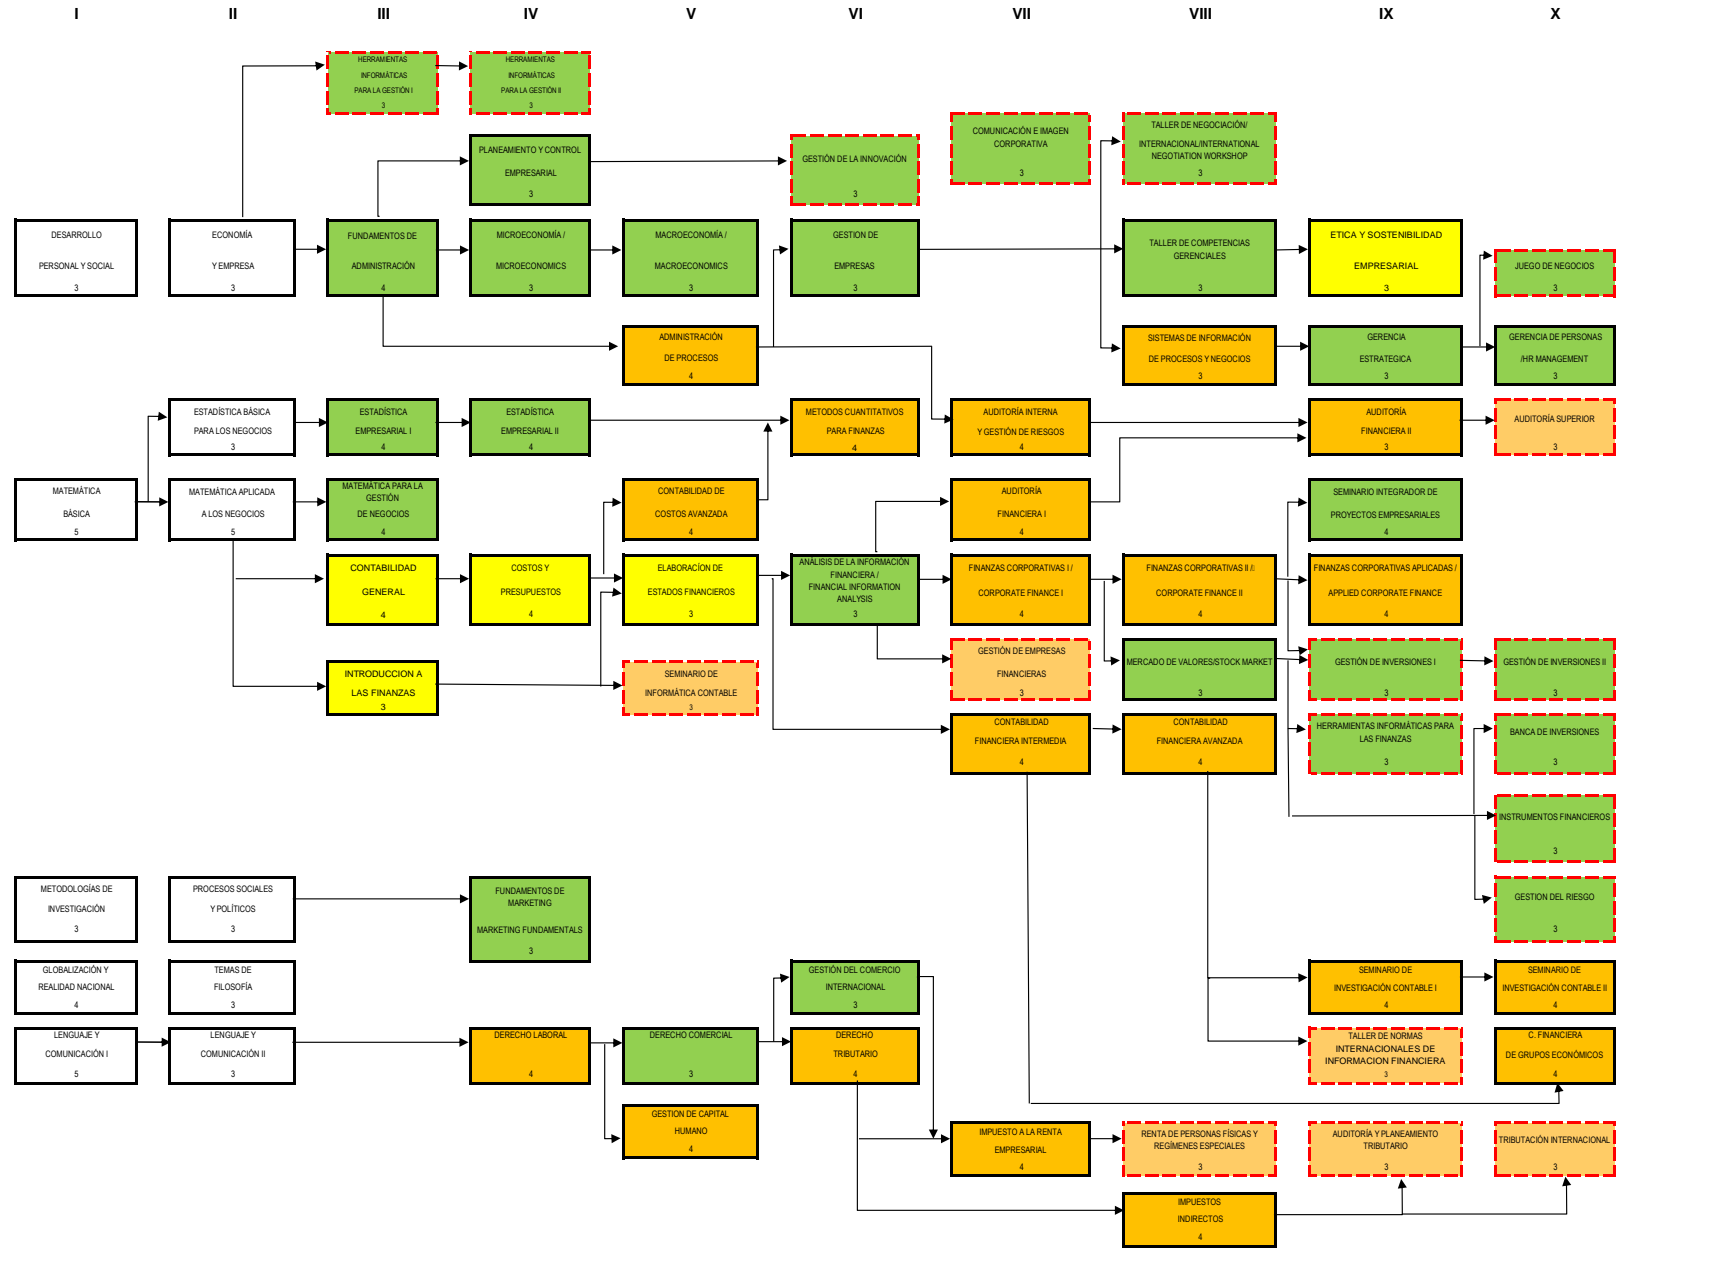 I II III IV V VI VII VIII IX X
HERRAMIENTAS
INFORMÁTICAS
PARA LA GESTIÓN I
3
HERRAMIENTAS
INFORMÁTICAS
PARA LA GESTIÓN II
3
PLANEAMIENTO Y CONTROL
EMPRESARIAL
3
GESTIÓN DE LA INNOVACIÓN
3
COMUNICACIÓN E IMAGEN
CORPORATIVA
3
TALLER DE NEGOCIACIÓN/
INTERNACIONAL/INTERNATIONAL
NEGOTIATION WORKSHOP
3
DESARROLLO
PERSONAL Y SOCIAL
3
ECONOMÍA
Y EMPRESA
3
FUNDAMENTOS DE
ADMINISTRACIÓN
4
MICROECONOMÍA /
MICROECONOMICS
3
MACROECONOMÍA /
MACROECONOMICS
3
GESTION DE
EMPRESAS
3
TALLER DE COMPETENCIAS
GERENCIALES
3
ETICA Y SOSTENIBILIDAD
EMPRESARIAL
3
JUEGO DE NEGOCIOS
3
ADMINISTRACIÓN
DE PROCESOS
4
SISTEMAS DE INFORMACIÓN
DE PROCESOS Y NEGOCIOS
3
GERENCIA
ESTRATEGICA
3
GERENCIA DE PERSONAS
/HR MANAGEMENT
3
ESTADÍSTICA BÁSICA
PARA LOS NEGOCIOS
3
ESTADÍSTICA
EMPRESARIAL I
4
ESTADÍSTICA
EMPRESARIAL II
4
METODOS CUANTITATIVOS
PARA FINANZAS
4
AUDITORÍA INTERNA
Y GESTIÓN DE RIESGOS
4
AUDITORÍA
FINANCIERA II
3
AUDITORÍA SUPERIOR
3
MATEMÁTICA
BÁSICA
5
MATEMÁTICA APLICADA
A LOS NEGOCIOS
5
MATEMÁTICA PARA LA
GESTIÓN
DE NEGOCIOS
4
CONTABILIDAD DE
COSTOS AVANZADA
4
AUDITORÍA
FINANCIERA I
4
SEMINARIO INTEGRADOR DE
PROYECTOS EMPRESARIALES
4
CONTABILIDAD
GENERAL
4
COSTOS Y
PRESUPUESTOS
4
ELABORACÍON DE
ESTADOS FINANCIEROS
3
ANÁLISIS DE LA INFORMACIÓN
FINANCIERA /
FINANCIAL INFORMATION
ANALYSIS
3
FINANZAS CORPORATIVAS I /
CORPORATE FINANCE I
4
FINANZAS CORPORATIVAS II /
CORPORATE FINANCE II
4
FINANZAS CORPORATIVAS APLICADAS /
APPLIED CORPORATE FINANCE
4
INTRODUCCION A
LAS FINANZAS
3
SEMINARIO DE
INFORMÁTICA CONTABLE
3
GESTIÓN DE EMPRESAS
FINANCIERAS
3
MERCADO DE VALORES/STOCK MARKET
3
GESTIÓN DE INVERSIONES I
3
GESTIÓN DE INVERSIONES II
3
CONTABILIDAD
FINANCIERA INTERMEDIA
4
CONTABILIDAD
FINANCIERA AVANZADA
4
HERRAMIENTAS INFORMÁTICAS PARA
LAS FINANZAS
3
BANCA DE INVERSIONES
3
INSTRUMENTOS FINANCIEROS
3
METODOLOGÍAS DE
INVESTIGACIÓN
3
PROCESOS SOCIALES
Y POLÍTICOS
3
FUNDAMENTOS DE
MARKETING
MARKETING FUNDAMENTALS
3
GESTION DEL RIESGO
3
GLOBALIZACIÓN Y
REALIDAD NACIONAL
4
TEMAS DE
FILOSOFÍA
3
GESTIÓN DEL COMERCIO
INTERNACIONAL
3
SEMINARIO DE
INVESTIGACIÓN CONTABLE I
4
SEMINARIO DE
INVESTIGACIÓN CONTABLE II
4
LENGUAJE Y
COMUNICACIÓN I
5
LENGUAJE Y
COMUNICACIÓN II
3
DERECHO LABORAL
4
DERECHO COMERCIAL
3
DERECHO
TRIBUTARIO
4
TALLER DE NORMAS
INTERNACIONALES DE
INFORMACION FINANCIERA
3
C. FINANCIERA
DE GRUPOS ECONÓMICOS
4
GESTION DE CAPITAL
HUMANO
4
IMPUESTO A LA RENTA
EMPRESARIAL
4
RENTA DE PERSONAS FÍSICAS Y
REGÍMENES ESPECIALES
3
AUDITORÍA Y PLANEAMIENTO
TRIBUTARIO
3
TRIBUTACIÓN INTERNACIONAL
3
IMPUESTOS
INDIRECTOS
4